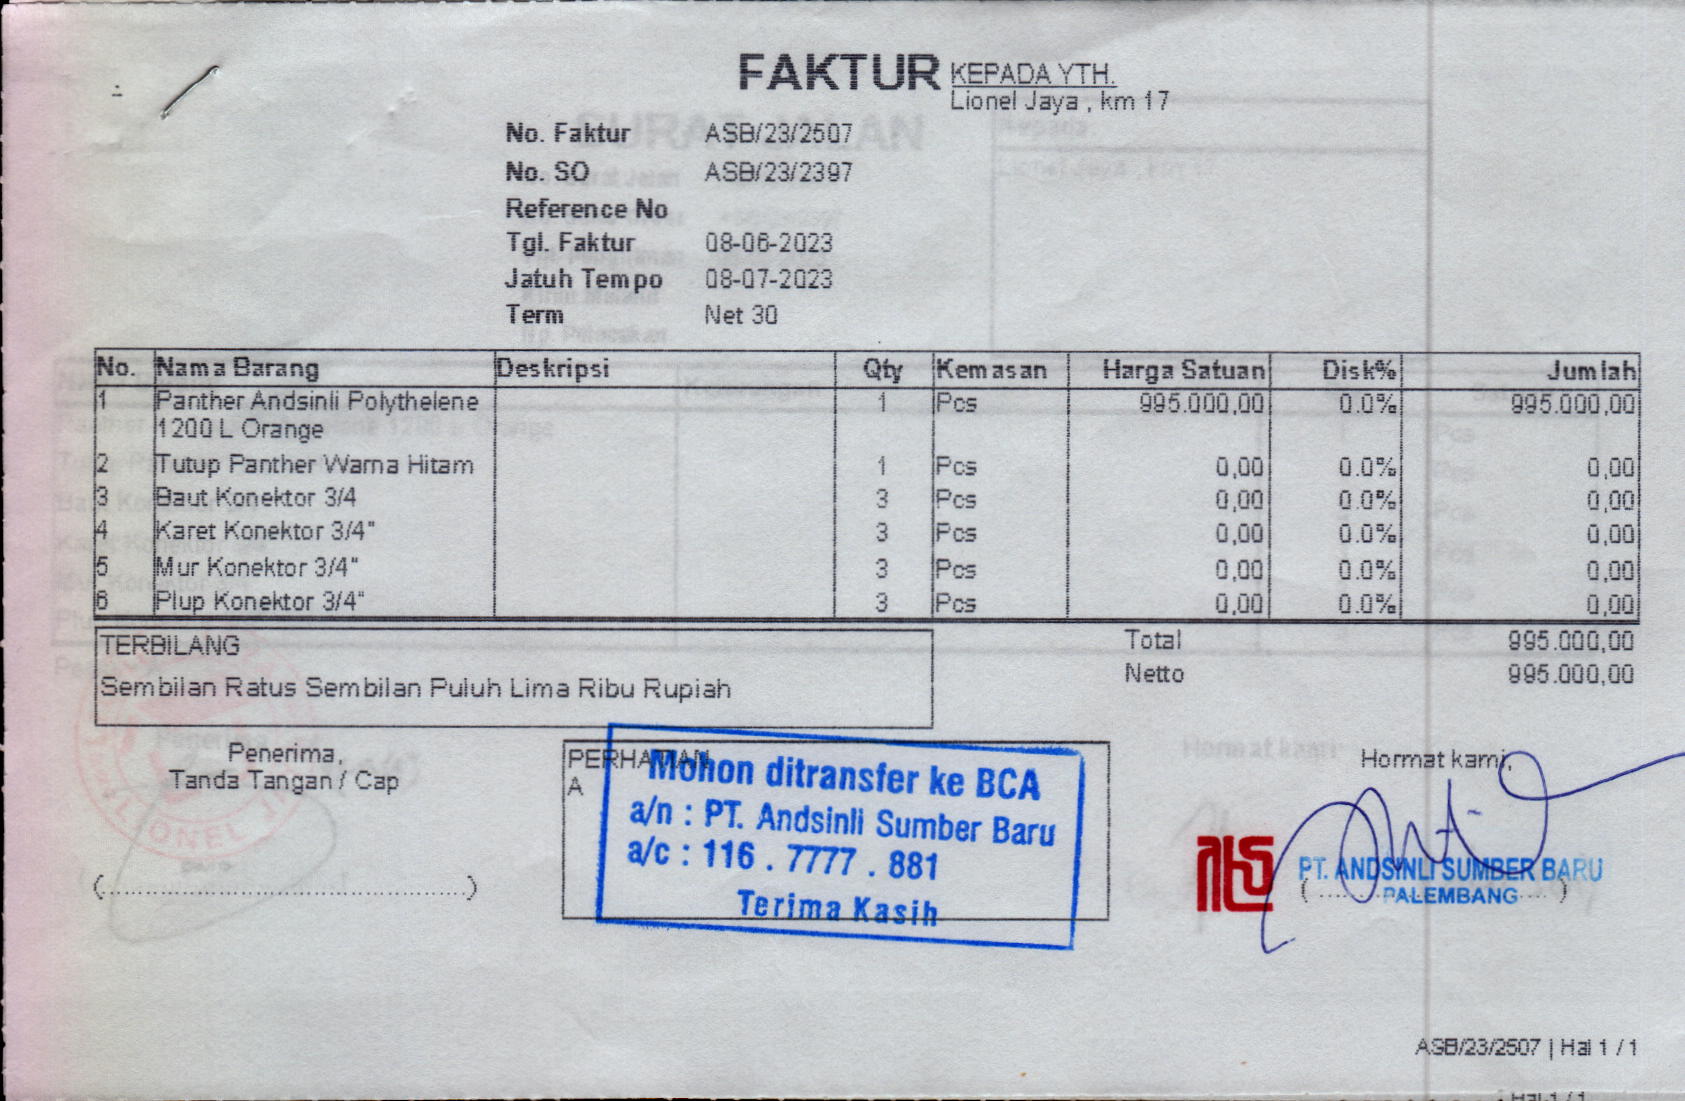 FAKTUR
KEPADA YTH.
Lionel Jaya , km 17
No. Faktur ASB/23/2507
No. SO ASB/23/2397
Reference No
Tgl. Faktur 08-06-2023
Jatuh Tempo 08-07-2023
Term Net 30
No. Nama Barang Deskripsi Qty Kemasan Harga Satuan Disk% Jumlah
1 Panther Andsinli Polythelene 1 Pcs 995.000,00 0.0% 995.000,00
1200 L Orange
2 Tutup Panther Warna Hitam 1 Pcs 0,00 0.0% 0,00
3 Baut Konektor 3/4 3 Pcs 0,00 0.0% 0,00
4 Karet Konektor 3/4" 3 Pcs 0,00 0.0% 0,00
5 Mur Konektor 3/4" 3 Pcs 0,00 0.0% 0,00
6 Plup Konektor 3/4" 3 Pcs 0,00 0.0% 0,00
TERBILANG
Sembilan Ratus Sembilan Puluh Lima Ribu Rupiah
Total 995.000,00
Netto 995.000,00
Penerima,
Tanda Tangan / Cap
PERHATIAN
A
Mohon ditransfer ke BCA
a/n : PT. Andsinli Sumber Baru
a/c : 116 . 7777 . 881
Terima Kasih
Hormat kami,
PT. ANDSINLI SUMBER BARU
PALEMBANG
ASB/23/2507 | Hal 1 / 1
Hal 1 / 1